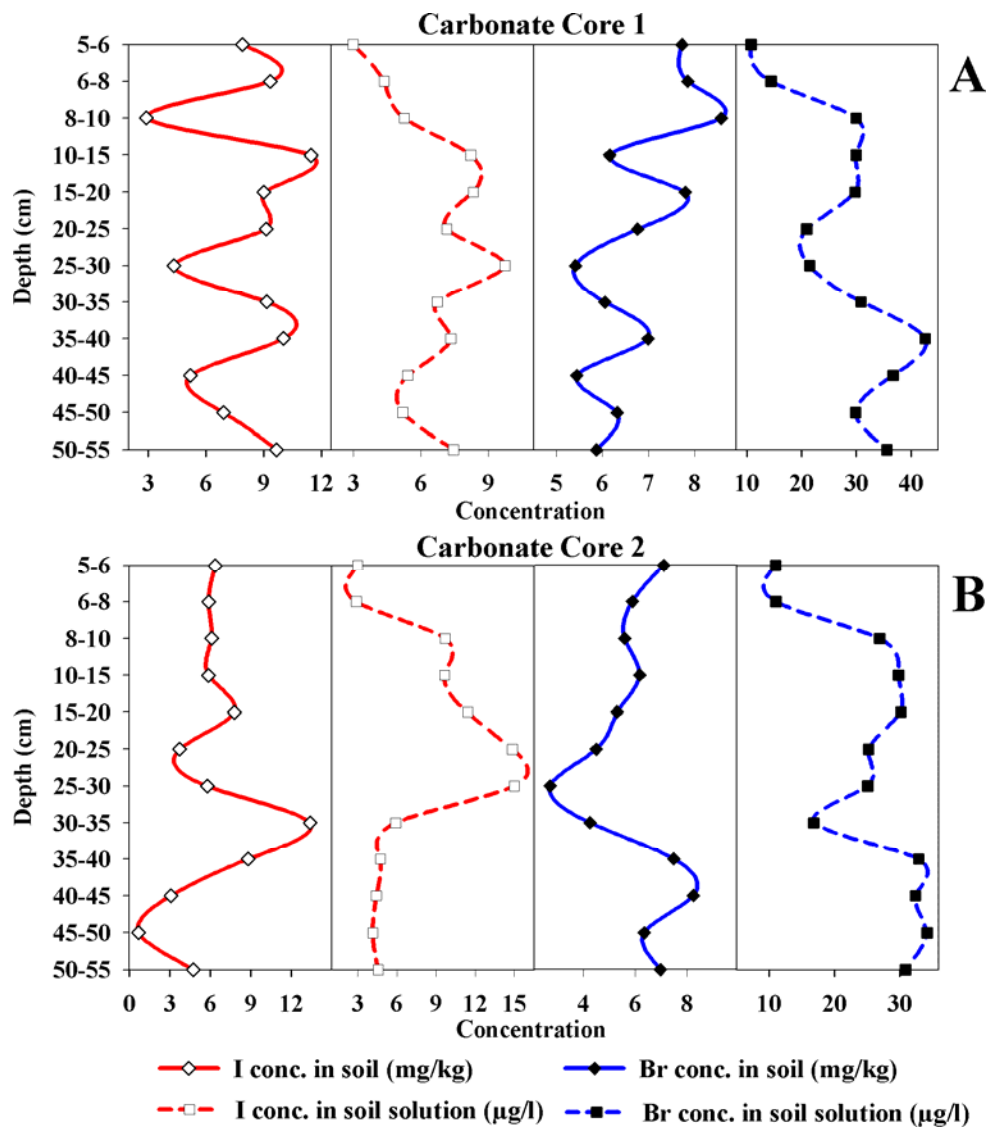 Carbonate Core 1
A
Depth (cm)
5-6
6-8
8-10
10-15
15-20
20-25
25-30
30-35
35-40
40-45
45-50
50-55
3 6 9 12 3 6 9 5 6 7 8 10 20 30 40
Concentration Concentration
Carbonate Core 2
B
Depth (cm)
5-6
6-8
8-10
10-15
15-20
20-25
25-30
30-35
35-40
40-45
45-50
50-55
0 3 6 9 12 3 6 9 12 15 4 6 8 10 20 30
Concentration Concentration
I conc. in soil (mg/kg) Br conc. in soil (mg/kg)
I conc. in soil solution (µg/l) Br conc. in soil solution (µg/l)